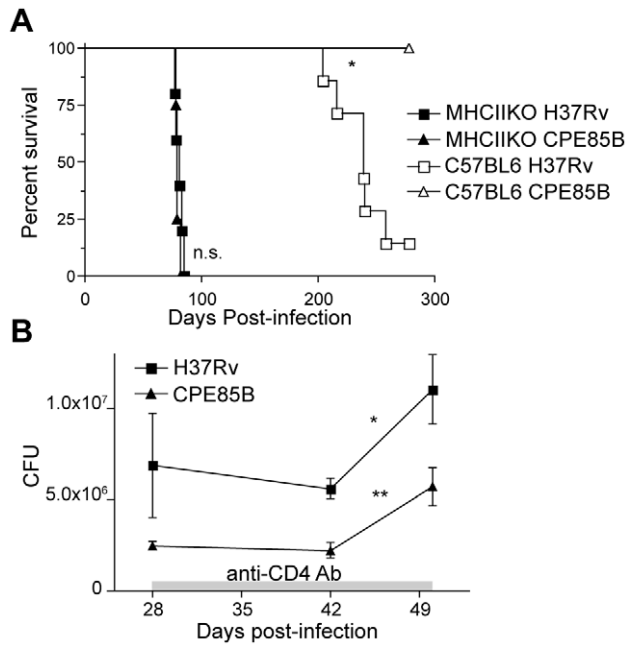 A
Percent survival
100
75
50
25
0
*
n.s.
MHCIIKO H37Rv
MHCIIKO CPE85B
C57BL6 H37Rv
C57BL6 CPE85B
0 100 200 300
Days Post-infection
B
H37Rv
CPE85B
CFU
1.0x10⁷
5.0x10⁶
0
*
**
anti-CD4 Ab
28 35 42 49
Days post-infection